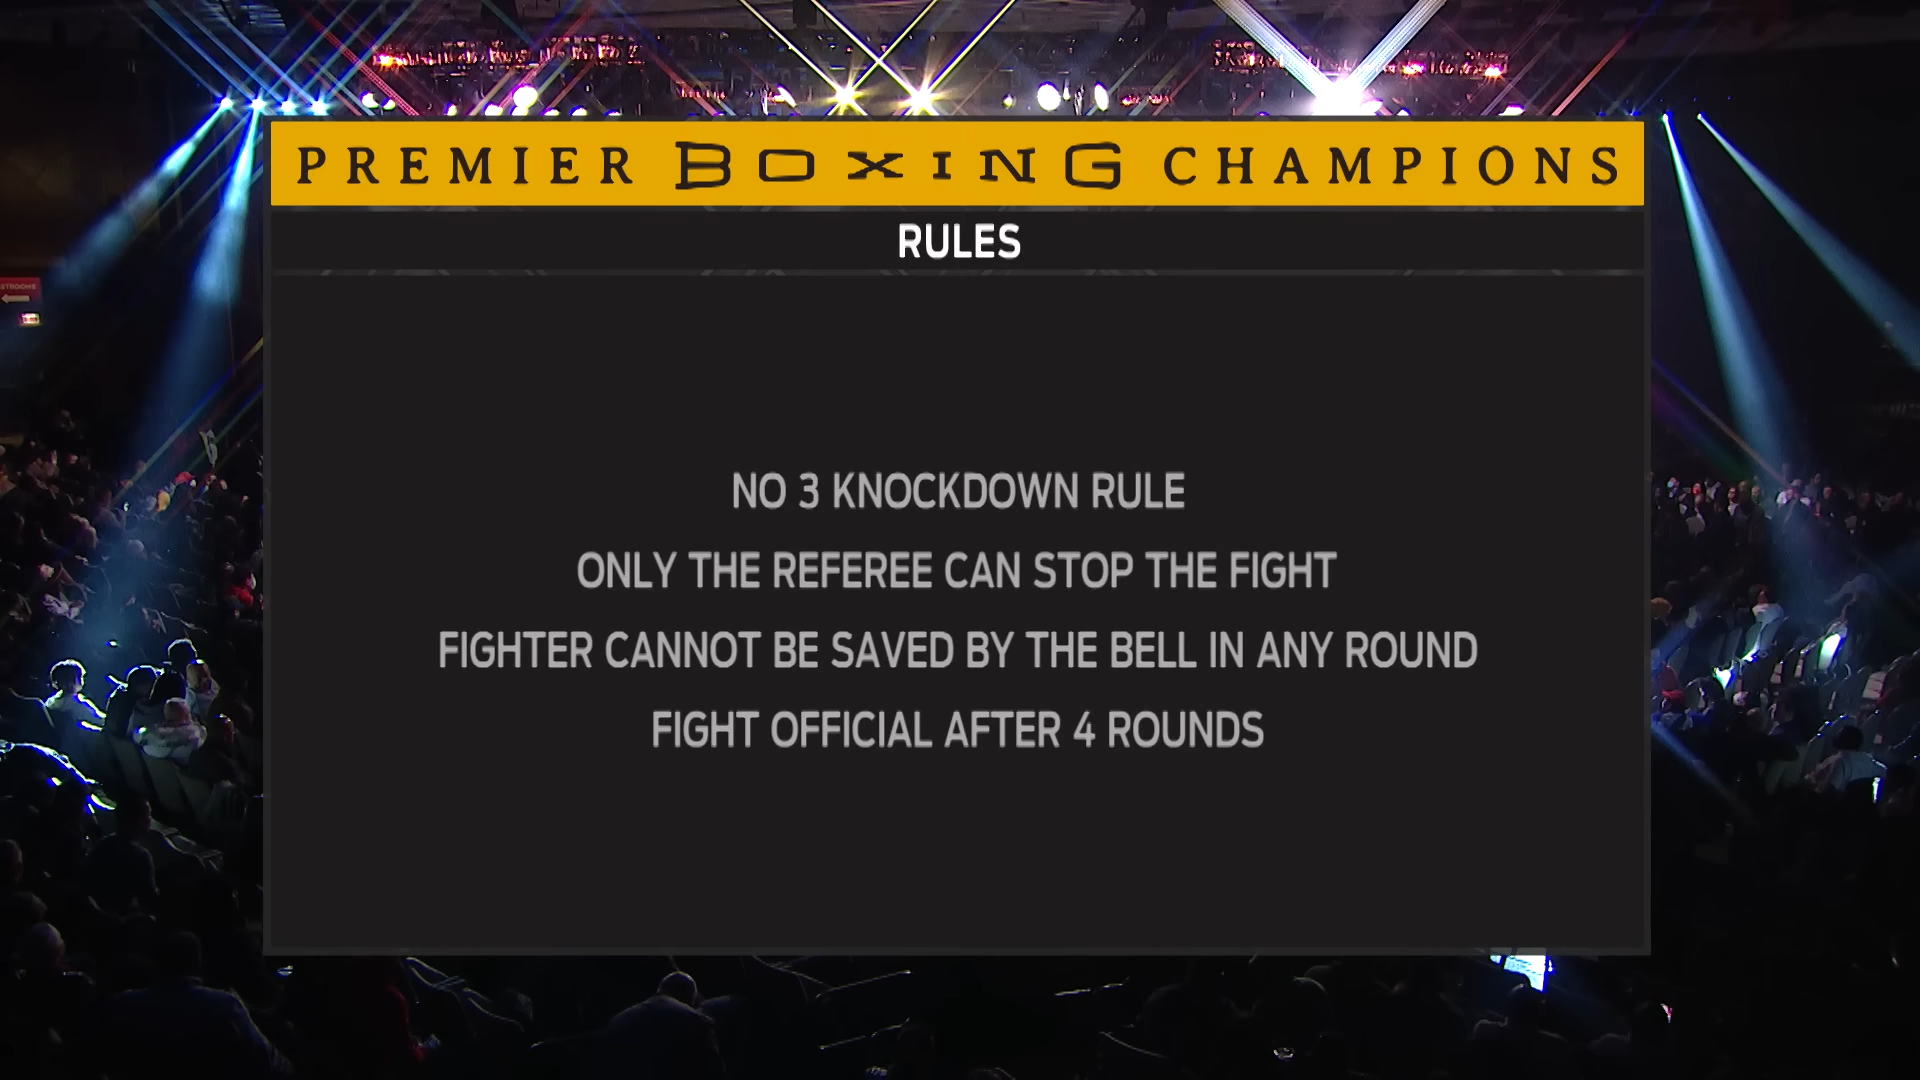 PREMIER BOXING CHAMPIONS
RULES
NO 3 KNOCKDOWN RULE
ONLY THE REFEREE CAN STOP THE FIGHT
FIGHTER CANNOT BE SAVED BY THE BELL IN ANY ROUND
FIGHT OFFICIAL AFTER 4 ROUNDS